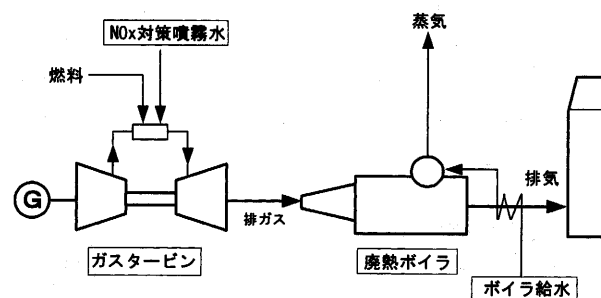 NOx対策噴霧水
蒸気
燃料
G
排ガス
排気
ガスタービン
廃熱ボイラ
ボイラ給水